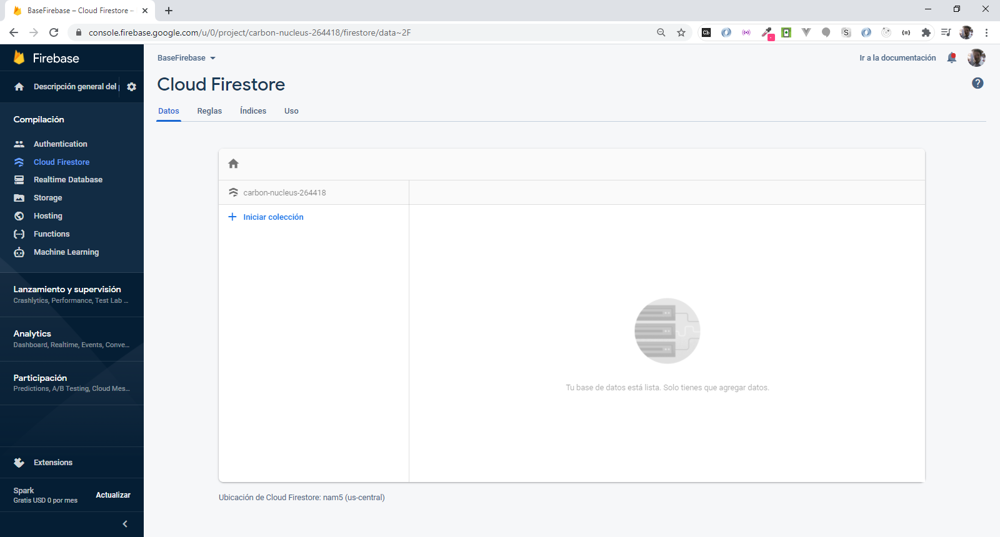 BaseFirebase – Cloud Firestore –
console.firebase.google.com/u/0/project/carbon-nucleus-264418/firestore/data~2F
Firebase
Descripción general del
Compilación
Authentication
Cloud Firestore
Realtime Database
Storage
Hosting
Functions
Machine Learning
Lanzamiento y supervisión
Crashlytics, Performance, Test Lab ...
Analytics
Dashboard, Realtime, Events, Conve...
Participación
Predictions, A/B Testing, Cloud Mes...
Extensions
Spark
Gratis USD 0 por mes
Actualizar
BaseFirebase
Ir a la documentación
Cloud Firestore
Datos Reglas Índices Uso
carbon-nucleus-264418
Iniciar colección
Tu base de datos está lista. Solo tienes que agregar datos.
Ubicación de Cloud Firestore: nam5 (us-central)